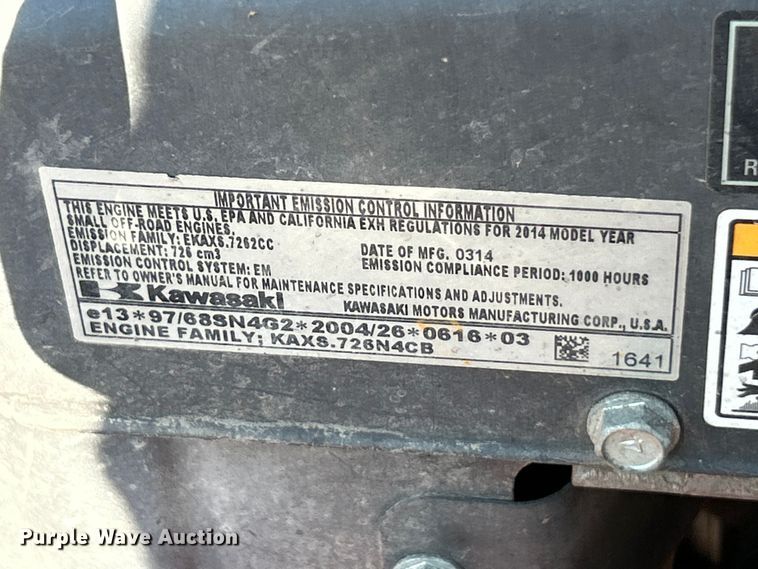 IMPORTANT EMISSION CONTROL INFORMATION
THIS ENGINE MEETS U.S. EPA AND CALIFORNIA EXH REGULATIONS FOR 2014 MODEL YEAR
SMALL OFF-ROAD ENGINES.
EMISSION FAMILY: EKAXS.7262CC DATE OF MFG. 0314
DISPLACEMENT: 726 cm3 EMISSION COMPLIANCE PERIOD: 1000 HOURS
EMISSION CONTROL SYSTEM: EM
REFER TO OWNER'S MANUAL FOR MAINTENANCE SPECIFICATIONS AND ADJUSTMENTS.
Kawasaki KAWASAKI MOTORS MANUFACTURING CORP., U.S.A.
e13*97/68SN4G2*2004/26*0616*03
ENGINE FAMILY; KAXS.726N4CB 1641
R
Purple Wave Auction